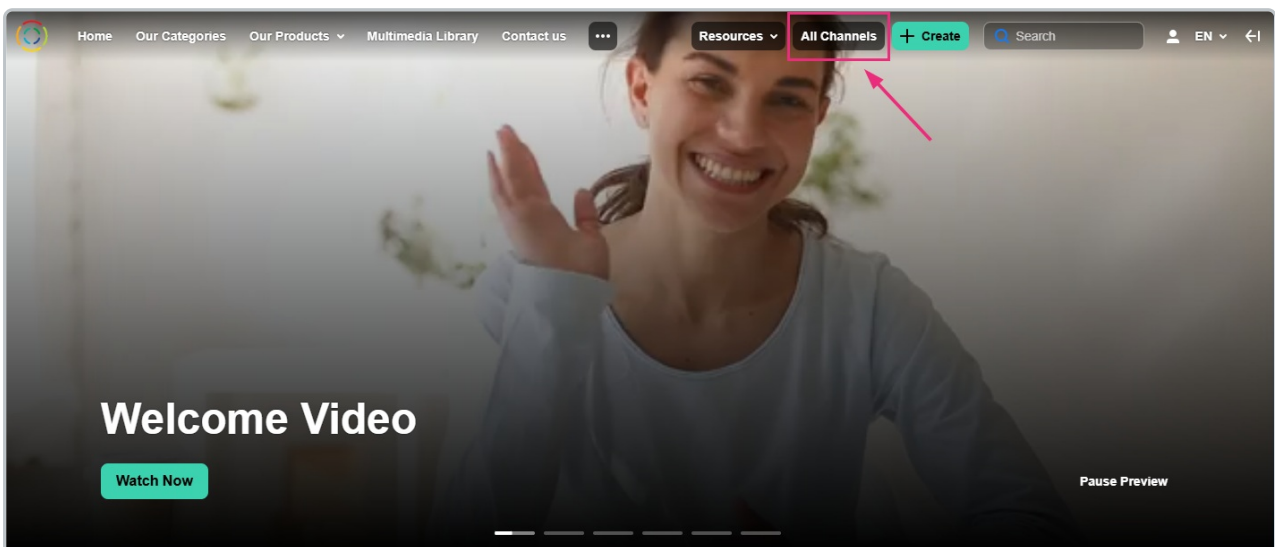 Home Our Categories Our Products Multimedia Library Contact us ••• Resources All Channels + Create Search EN
Welcome Video
Watch Now
Pause Preview